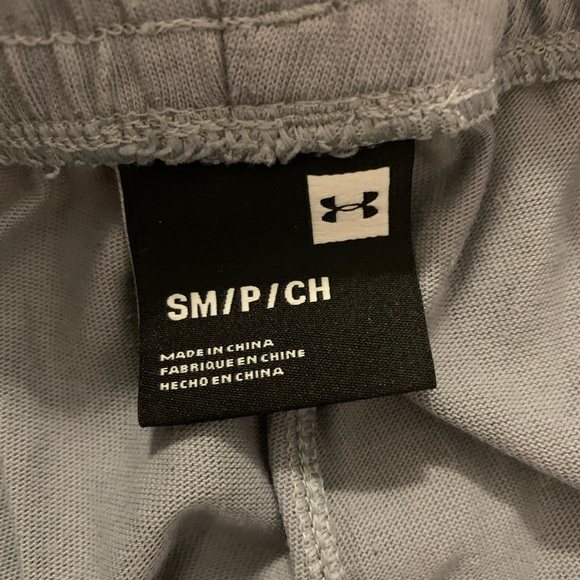 SM/P/CH
MADE IN CHINA
FABRIQUE EN CHINE
HECHO EN CHINA